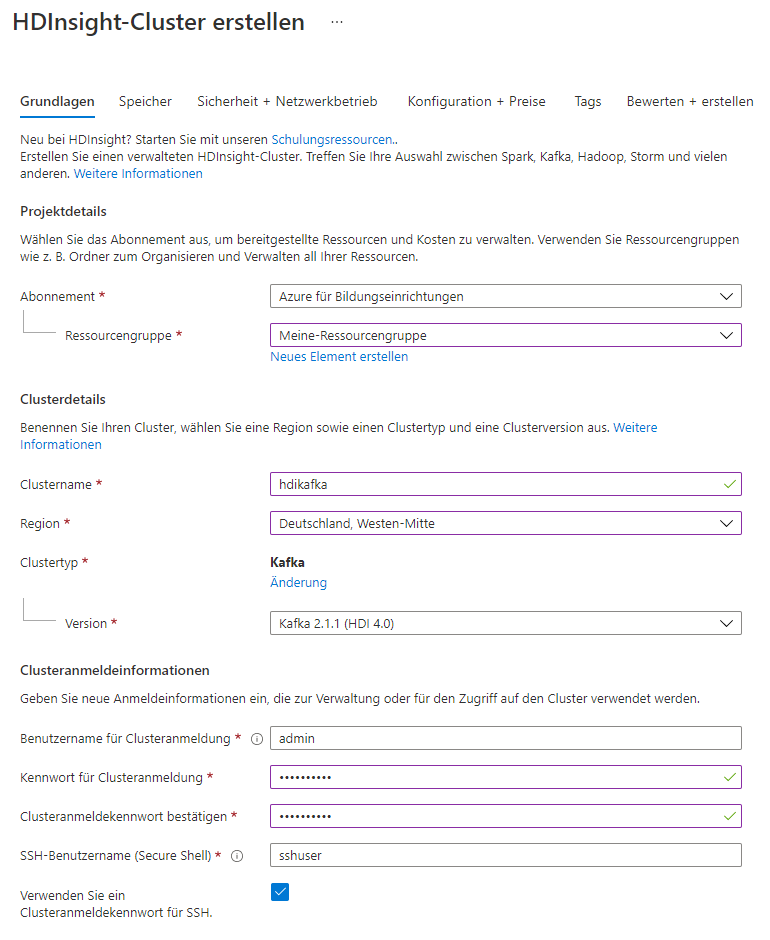 HDInsight-Cluster erstellen ...
Grundlagen Speicher Sicherheit + Netzwerkbetrieb Konfiguration + Preise Tags Bewerten + erstellen
Neu bei HDInsight? Starten Sie mit unseren Schulungsressourcen..
Erstellen Sie einen verwalteten HDInsight-Cluster. Treffen Sie Ihre Auswahl zwischen Spark, Kafka, Hadoop, Storm und vielen
anderen. Weitere Informationen
Projektdetails
Wählen Sie das Abonnement aus, um bereitgestellte Ressourcen und Kosten zu verwalten. Verwenden Sie Ressourcengruppen
wie z. B. Ordner zum Organisieren und Verwalten all Ihrer Ressourcen.
Abonnement * Azure für Bildungseinrichtungen
Ressourcengruppe * Meine-Ressourcengruppe
Neues Element erstellen
Clusterdetails
Benennen Sie Ihren Cluster, wählen Sie eine Region sowie einen Clustertyp und eine Clusterversion aus. Weitere
Informationen
Clustername * hdikafka
Region * Deutschland, Westen-Mitte
Clustertyp * Kafka
Änderung
Version * Kafka 2.1.1 (HDI 4.0)
Clusteranmeldeinformationen
Geben Sie neue Anmeldeinformationen ein, die zur Verwaltung oder für den Zugriff auf den Cluster verwendet werden.
Benutzername für Clusteranmeldung * admin
Kennwort für Clusteranmeldung * ••••••••••
Clusteranmeldekennwort bestätigen * ••••••••••
SSH-Benutzername (Secure Shell) * sshuser
Verwenden Sie ein
Clusteranmeldekennwort für SSH.